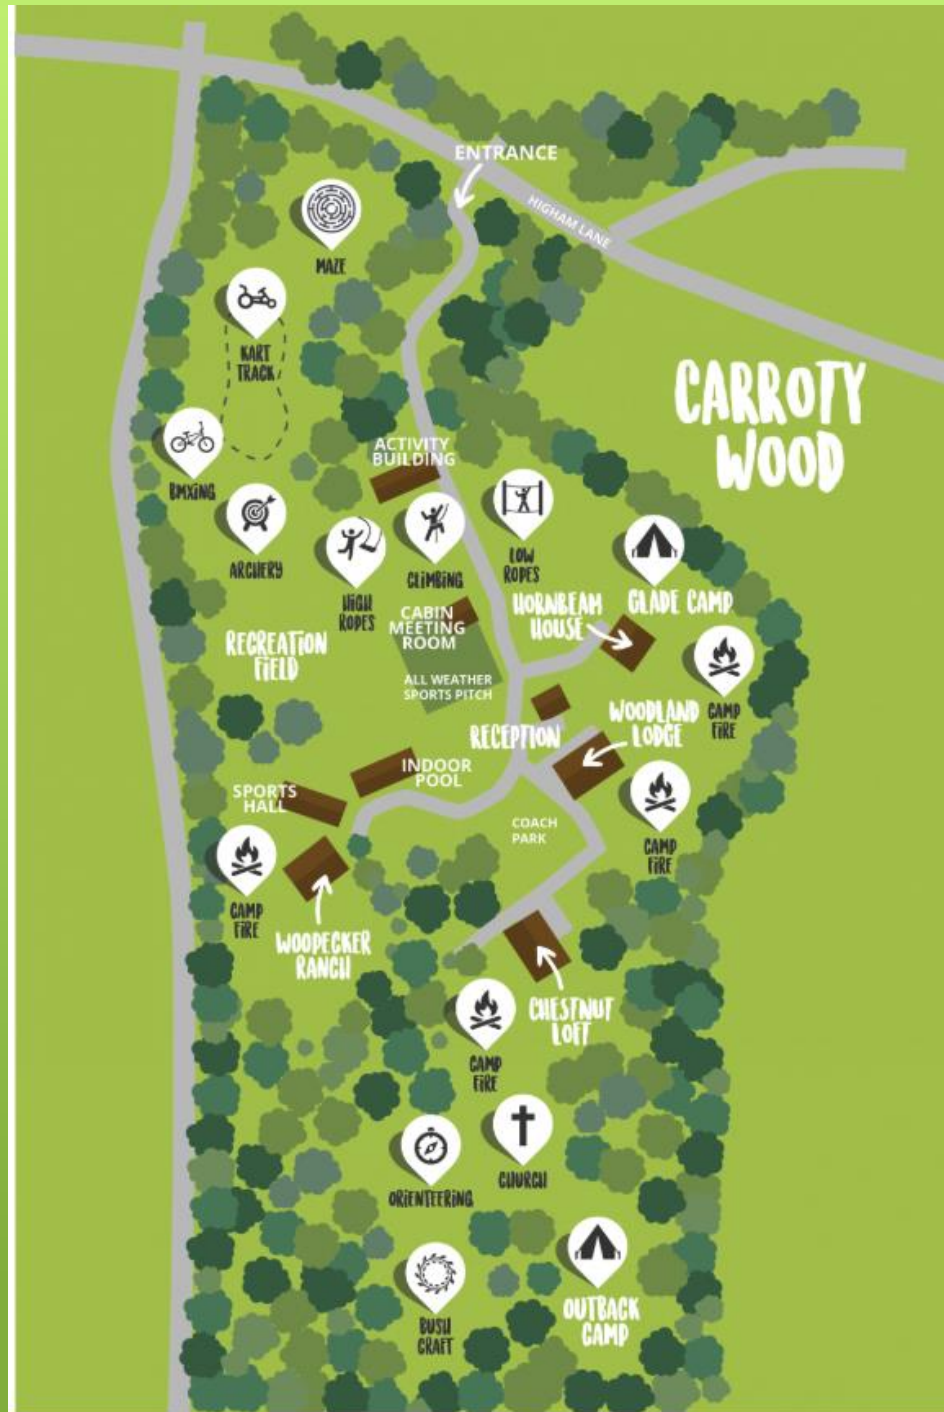 ENTRANCE
HIGHAM LANE
MAZE
KART
TRACK
CARROTY
WOOD
BMXING
ACTIVITY
BUILDING
ARCHERY
HIGH
ROPES
CLIMBING
LOW
ROPES
GLADE CAMP
HORNBEAM
HOUSE
CABIN
MEETING
ROOM
RECREATION
FIELD
ALL WEATHER
SPORTS PITCH
CAMP
FIRE
WOODLAND
LODGE
RECEPTION
INDOOR
POOL
SPORTS
HALL
COACH
PARK
CAMP
FIRE
CAMP
FIRE
WOOPECKER
RANCH
CHESTNUT
LOFT
CAMP
FIRE
CHURCH
ORIENTEERING
BUSH
CRAFT
OUTBACK
CAMP